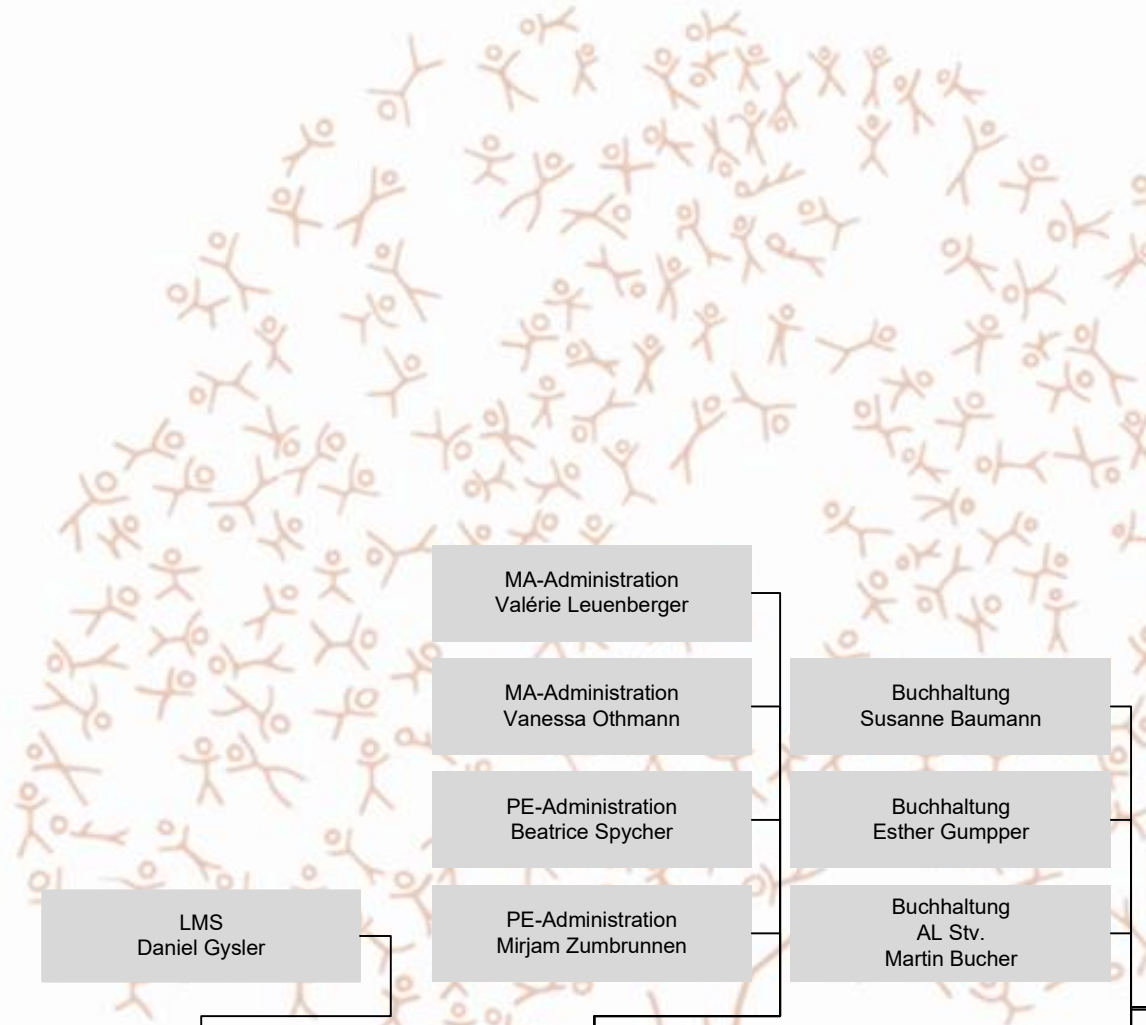 MA-Administration
Valérie Leuenberger
MA-Administration
Vanessa Othmann
Buchhaltung
Susanne Baumann
PE-Administration
Beatrice Spycher
Buchhaltung
Esther Gumpper
LMS
Daniel Gysler
PE-Administration
Mirjam Zumbrunnen
Buchhaltung
AL Stv.
Martin Bucher